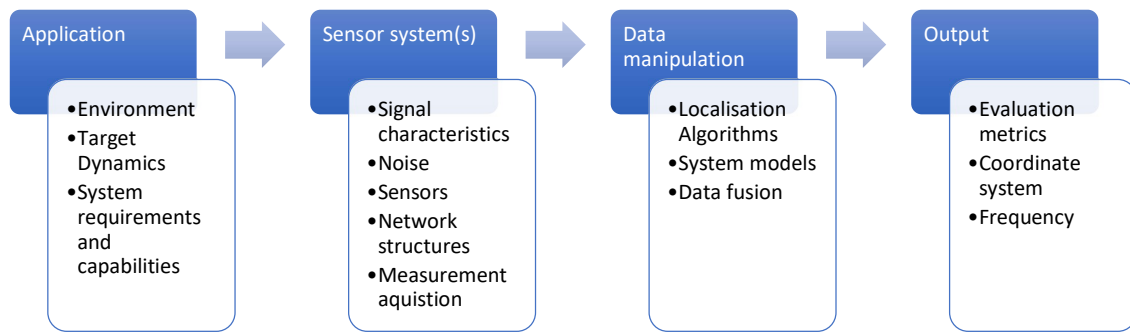 Application
•Environment
•Target
Dynamics
•System
requirements
and
capabilities
Sensor system(s)
•Signal
characteristics
•Noise
•Sensors
•Network
structures
•Measurement
aquistion
Data
manipulation
•Localisation
Algorithms
•System models
•Data fusion
Output
•Evaluation
metrics
•Coordinate
system
•Frequency